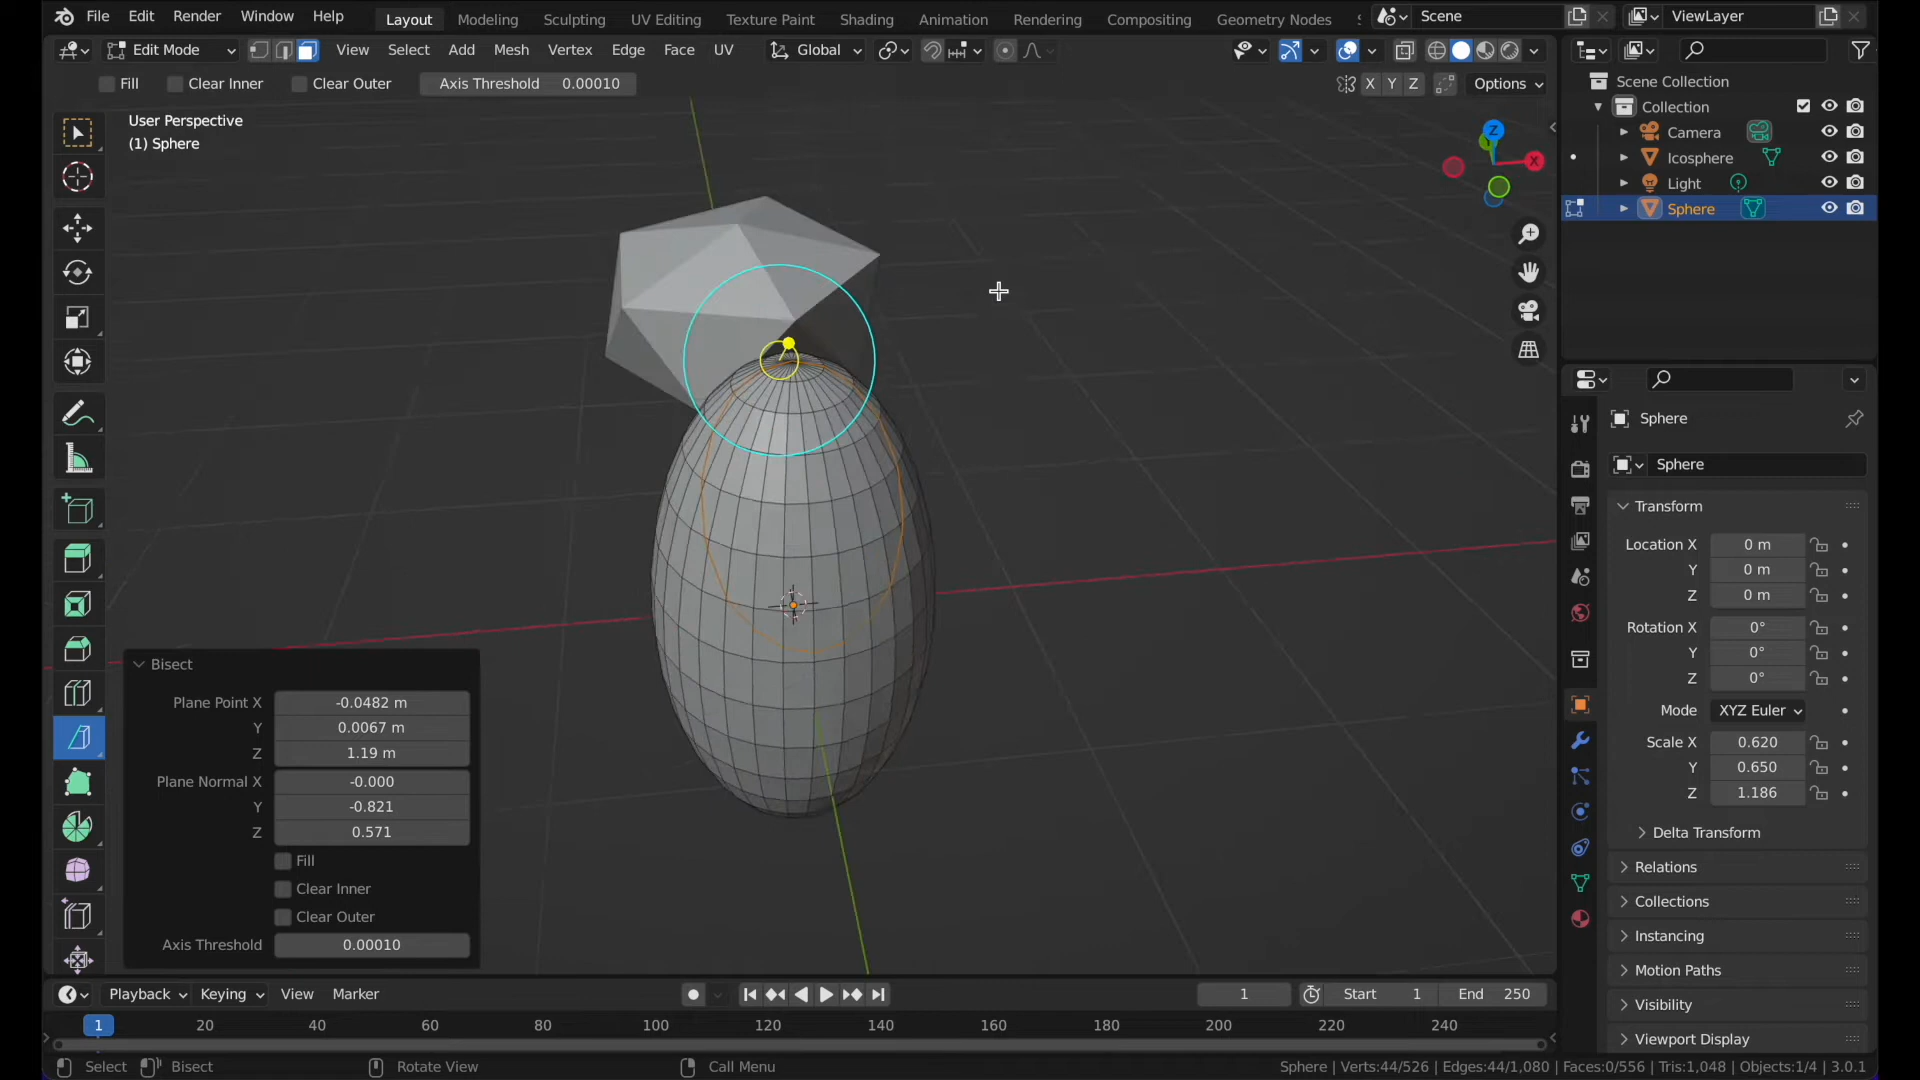 File Edit Render Window Help Layout Modeling Sculpting UV Editing Texture Paint Shading Animation Rendering Compositing Geometry Nodes Scene ViewLayer
Edit Mode View Select Add Mesh Vertex Edge Face UV Global
Fill Clear Inner Clear Outer Axis Threshold 0.00010 X Y Z Options
User Perspective
(1) Sphere
Z
X
Scene Collection
Collection
Camera
Icosphere
Light
Sphere
Sphere
Sphere
Transform
Location X 0 m
Y 0 m
Z 0 m
Rotation X 0°
Y 0°
Z 0°
Mode XYZ Euler
Scale X 0.620
Y 0.650
Z 1.186
Delta Transform
Relations
Collections
Instancing
Motion Paths
Visibility
Viewport Display
Bisect
Plane Point X -0.0482 m
Y 0.0067 m
Z 1.19 m
Plane Normal X -0.000
Y -0.821
Z 0.571
Fill
Clear Inner
Clear Outer
Axis Threshold 0.00010
Playback Keying View Marker 1 Start 1 End 250
1 20 40 60 80 100 120 140 160 180 200 220 240
Select Bisect Rotate View Call Menu Sphere | Verts:44/526 | Edges:44/1,080 | Faces:0/556 | Tris:1,048 | Objects:1/4 | 3.0.1